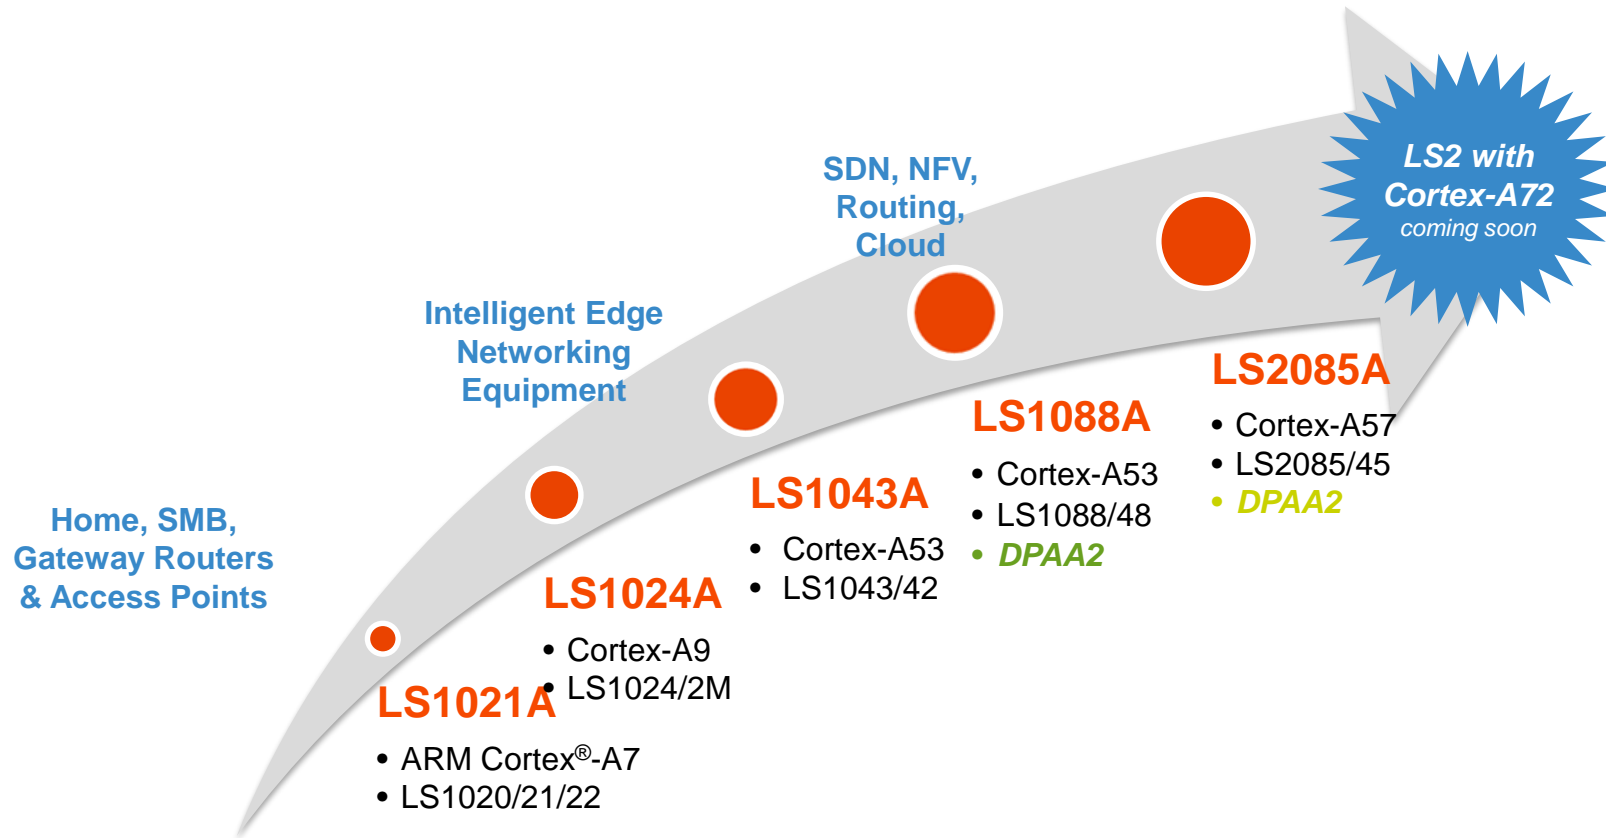 LS2 with
Cortex-A72
coming soon
SDN, NFV,
Routing,
Cloud
Intelligent Edge
Networking
Equipment
Home, SMB,
Gateway Routers
& Access Points
LS2085A
• Cortex-A57
• LS2085/45
• DPAA2
LS1088A
• Cortex-A53
• LS1088/48
• DPAA2
LS1043A
• Cortex-A53
• LS1043/42
LS1024A
• Cortex-A9
• LS1024/2M
LS1021A
• ARM Cortex®-A7
• LS1020/21/22